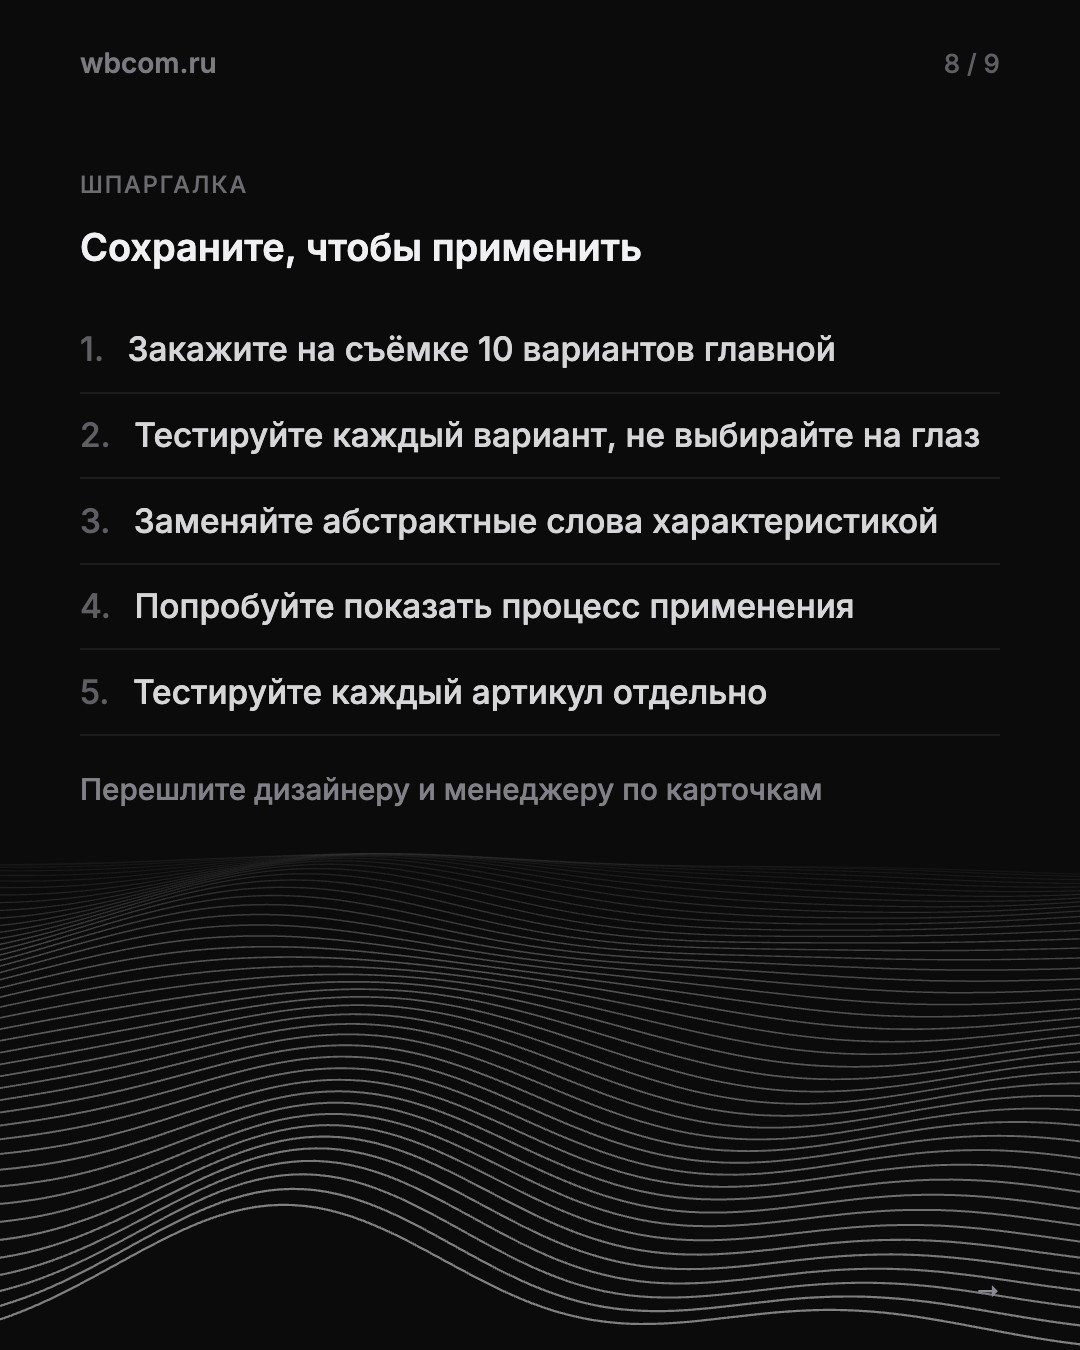 wbcom.ru
8 / 9
ШПАРГАЛКА
Сохраните, чтобы применить
1. Закажите на съёмке 10 вариантов главной
2. Тестируйте каждый вариант, не выбирайте на глаз
3. Заменяйте абстрактные слова характеристикой
4. Попробуйте показать процесс применения
5. Тестируйте каждый артикул отдельно
Перешлите дизайнеру и менеджеру по карточкам
→